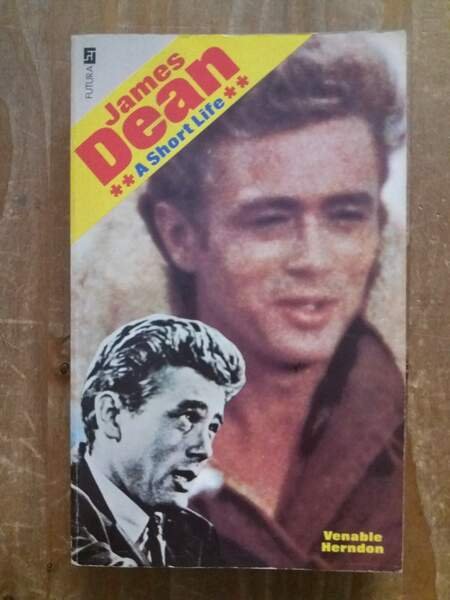 FUTURA
James
Dean
**A Short Life**
Venable
Herndon